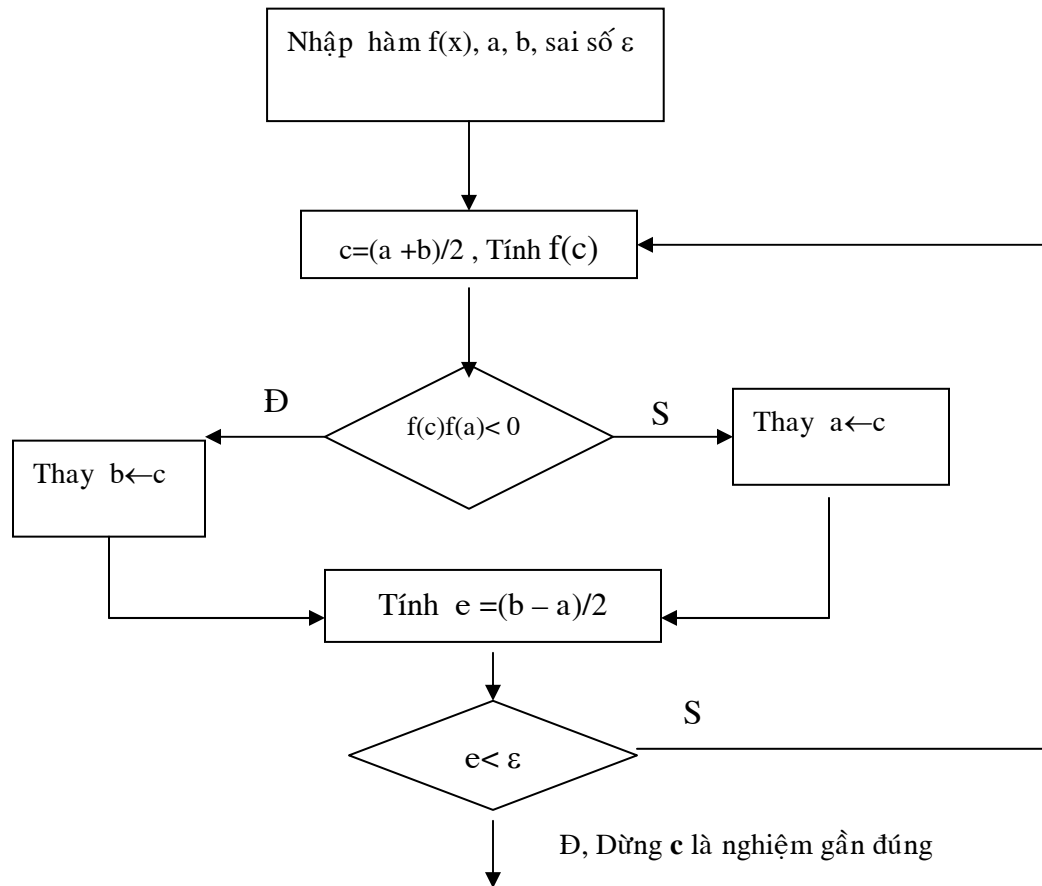 Nhập hàm f(x), a, b, sai số ε
c=(a +b)/2 , Tính f(c)
Đ
f(c)f(a)< 0
S
Thay a←c
Thay b←c
Tính e =(b – a)/2
S
e< ε
Đ, Dừng c là nghiệm gần đúng